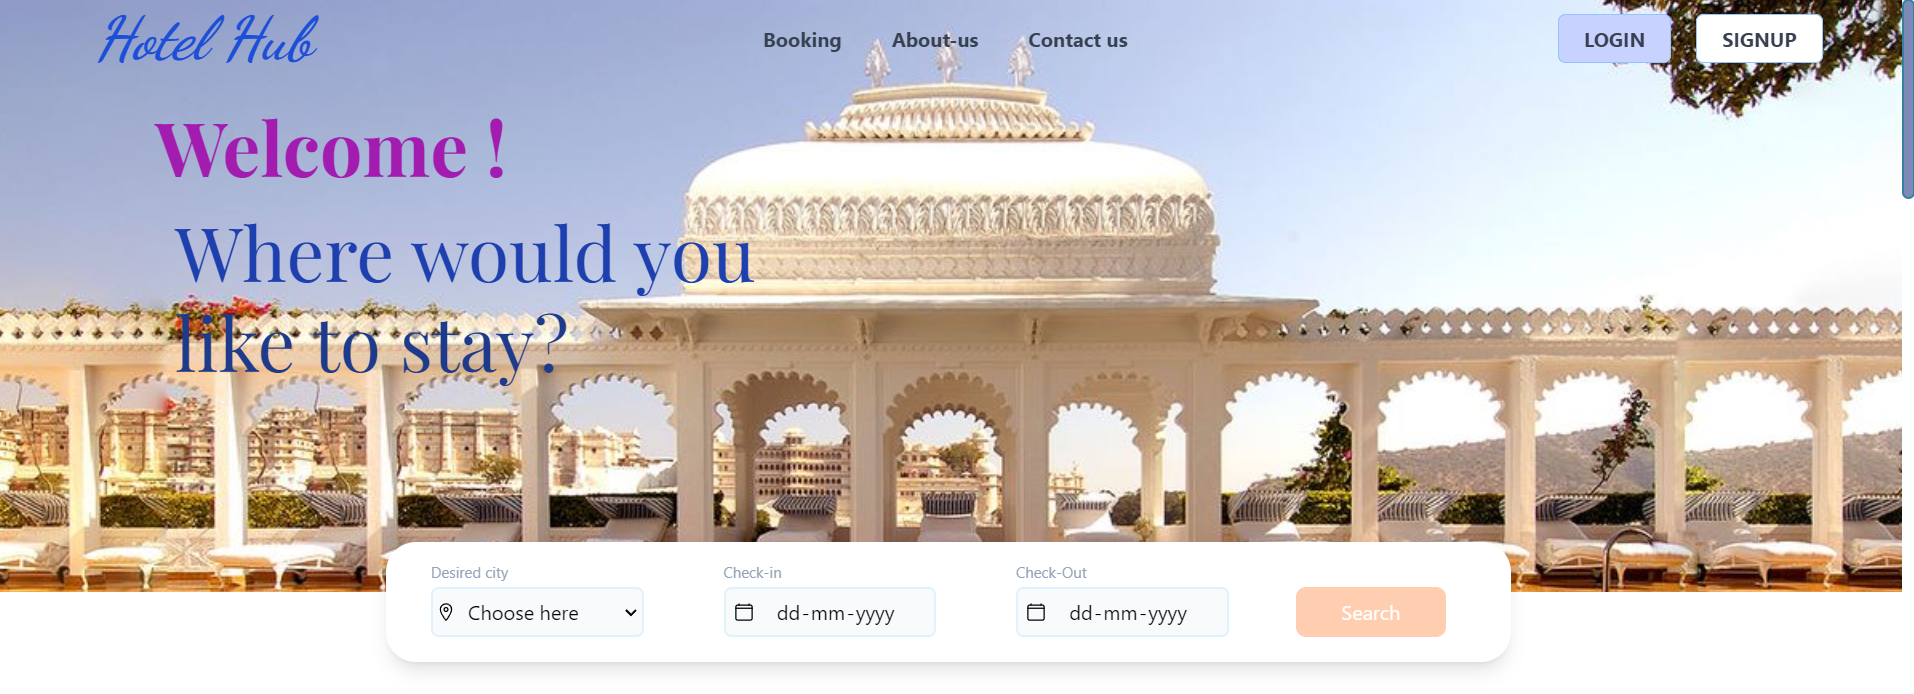 Hotel Hub
Booking About-us Contact us
LOGIN SIGNUP
Welcome !
Where would you
like to stay?
Desired city
Choose here
Check-in
dd-mm-yyyy
Check-Out
dd-mm-yyyy
Search